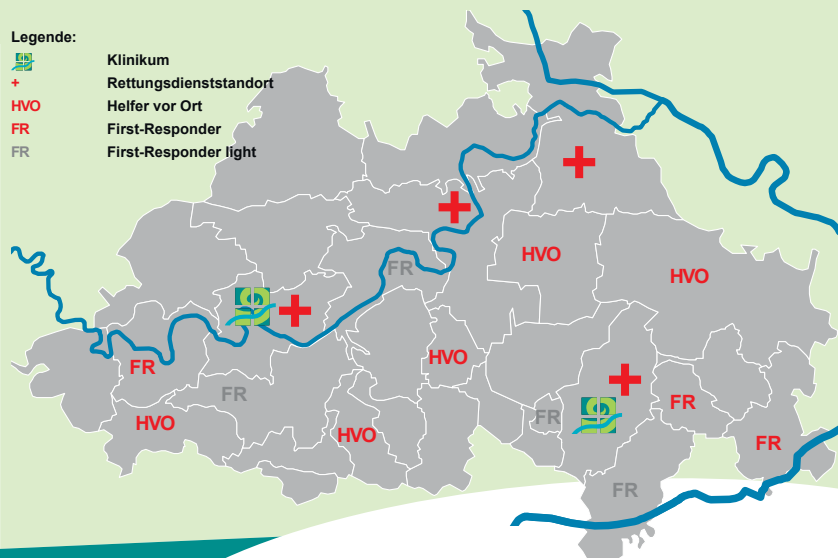 Legende:
Klinikum
+ Rettungsdienststandort
HVO Helfer vor Ort
FR First-Responder
FR First-Responder light
HVO
FR
HVO
HVO
FR
FR
HVO
FR
FR
HVO
HVO
FR
FR